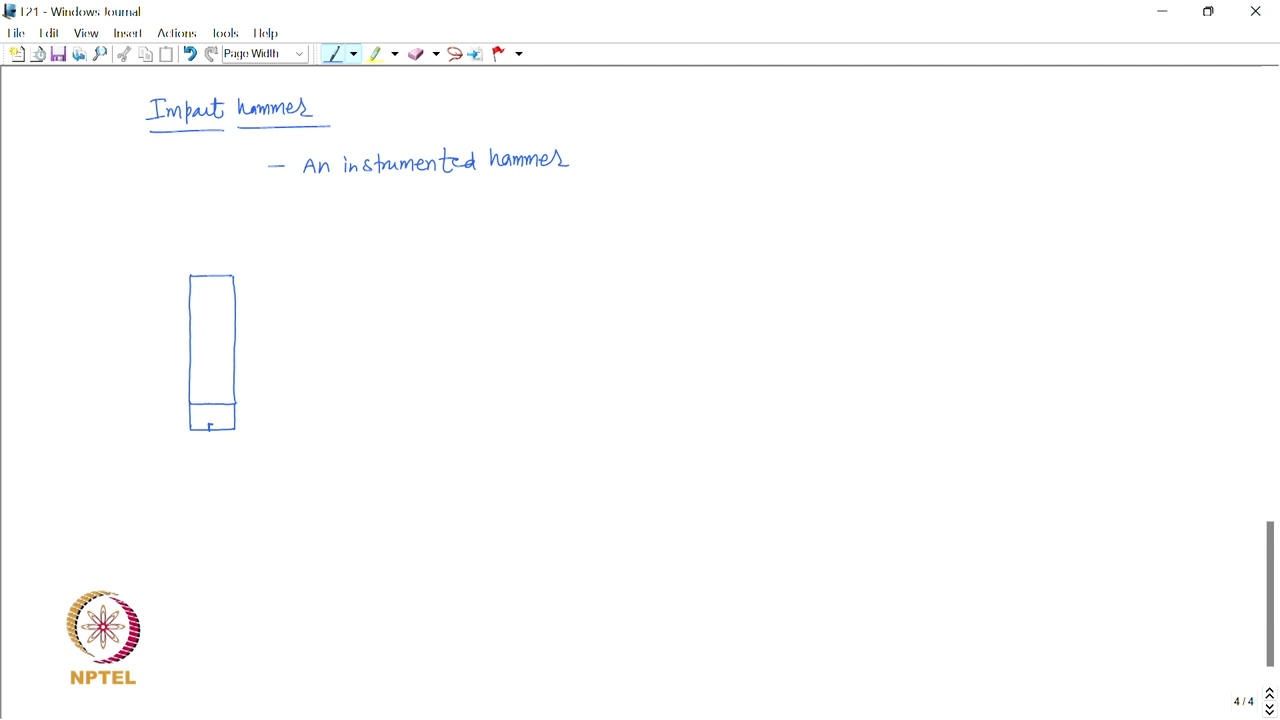 L21 - Windows Journal
File Edit View Insert Actions Tools Help
Page Width
Impact hammer
- An instrumented hammer
NPTEL
4 / 4